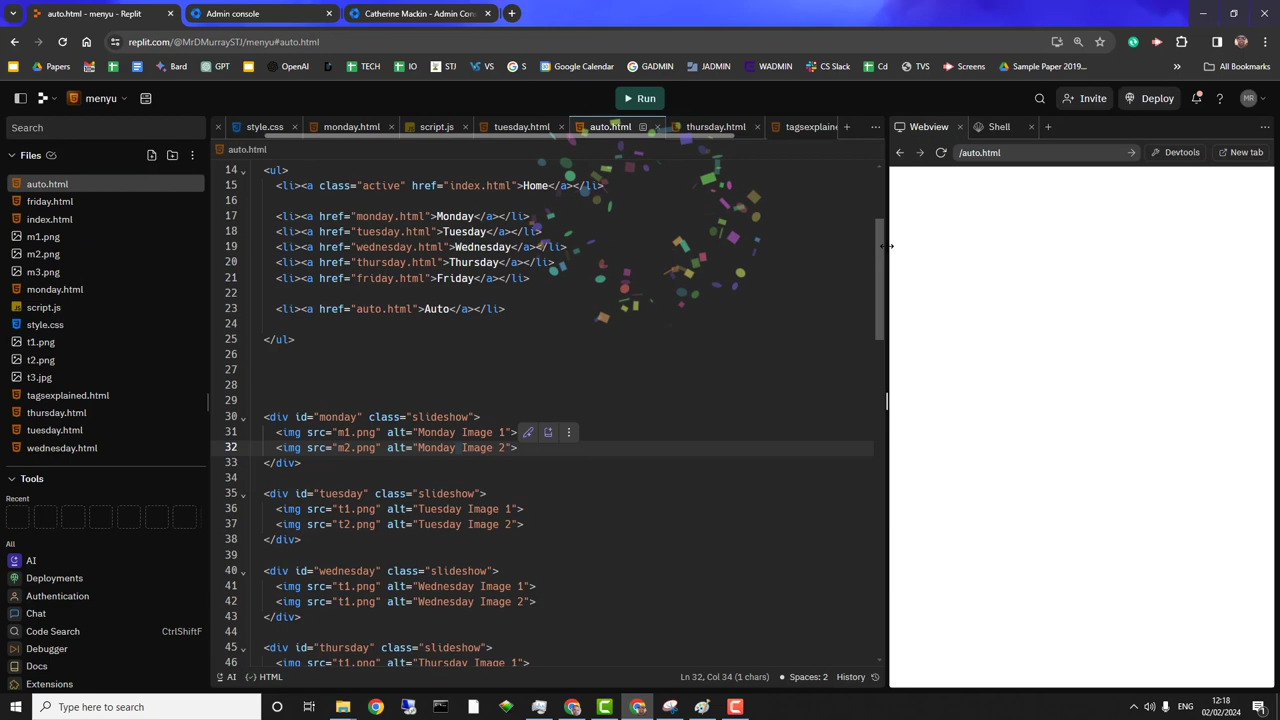 auto.html - menyu - Replit
Admin console
Catherine Mackin - Admin Con
replit.com/@MrDMurraySTJ/menyu#auto.html
Papers
Bard
GPT
OpenAI
TECH
IO
STJ
VS
S
Google Calendar
GADMIN
JADMIN
WADMIN
CS Slack
Cd
TVS
Screens
Sample Paper 2019...
All Bookmarks
menyu
Run
Invite
Deploy
MR
Search
style.css
monday.html
script.js
tuesday.html
auto.html
thursday.html
tagsexplaine
Webview
Shell
Files
auto.html
/auto.html
Devtools
New tab
auto.html
friday.html
index.html
m1.png
m2.png
m3.png
monday.html
script.js
style.css
t1.png
t2.png
t3.jpg
tagsexplained.html
thursday.html
tuesday.html
wednesday.html
Tools
Recent
All
AI
Deployments
Authentication
Chat
Code Search CtrlShiftF
Debugger
Docs
Extensions
14 <ul>
15 <li><a class="active" href="index.html">Home</a></li>
16
17 <li><a href="monday.html">Monday</a></li>
18 <li><a href="tuesday.html">Tuesday</a></li>
19 <li><a href="wednesday.html">Wednesday</a></li>
20 <li><a href="thursday.html">Thursday</a></li>
21 <li><a href="friday.html">Friday</a></li>
22
23 <li><a href="auto.html">Auto</a></li>
24
25 </ul>
26
27
28
29
30 <div id="monday" class="slideshow">
31 <img src="m1.png" alt="Monday Image 1">
32 <img src="m2.png" alt="Monday Image 2">
33 </div>
34
35 <div id="tuesday" class="slideshow">
36 <img src="t1.png" alt="Tuesday Image 1">
37 <img src="t2.png" alt="Tuesday Image 2">
38 </div>
39
40 <div id="wednesday" class="slideshow">
41 <img src="t1.png" alt="Wednesday Image 1">
42 <img src="t1.png" alt="Wednesday Image 2">
43 </div>
44
45 <div id="thursday" class="slideshow">
46 <img src="t1.png" alt="Thursday Image 1">
AI
HTML
Ln 32, Col 34 (1 chars)
Spaces: 2
History
Type here to search
ENG
12:18
02/02/2024